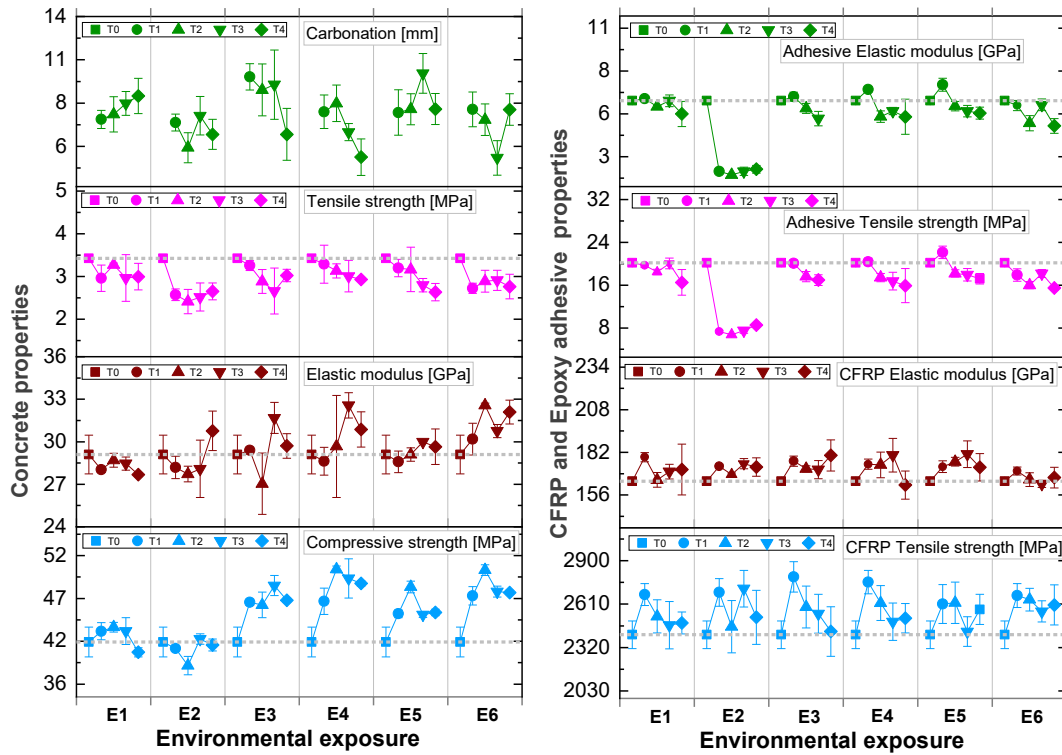 Concrete properties
14
8
6
T0 T1 T2 T3 T4
Carbonation [mm]
5
3
2
T0 T1 T2 T3 T4
Tensile strength [MPa]
36
33
29
27
24
T0 T1 T2 T3 T4
Elastic modulus [GPa]
52
47
42
36
T0 T1 T2 T3 T4
Compressive strength [MPa]
E1 E2 E3 E4 E5 E6
Environmental exposure
CFRP and Epoxy adhesive properties
11
7
6
3
T0 T1 T2 T3 T4
Adhesive Elastic modulus [GPa]
32
24
20
16
8
T0 T1 T2 T3 T4
Adhesive Tensile strength [MPa]
234
208
182
156
T0 T1 T2 T3 T4
CFRP Elastic modulus [GPa]
2900
2610
2320
2030
T0 T1 T2 T3 T4
CFRP Tensile strength [MPa]
E1 E2 E3 E4 E5 E6
Environmental exposure